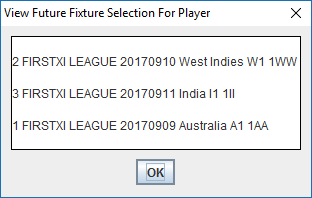 View Future Fixture Selection For Player
2 FIRSTXI LEAGUE 20170910 West Indies W1 1WW
3 FIRSTXI LEAGUE 20170911 India I1 1II
1 FIRSTXI LEAGUE 20170909 Australia A1 1AA
OK